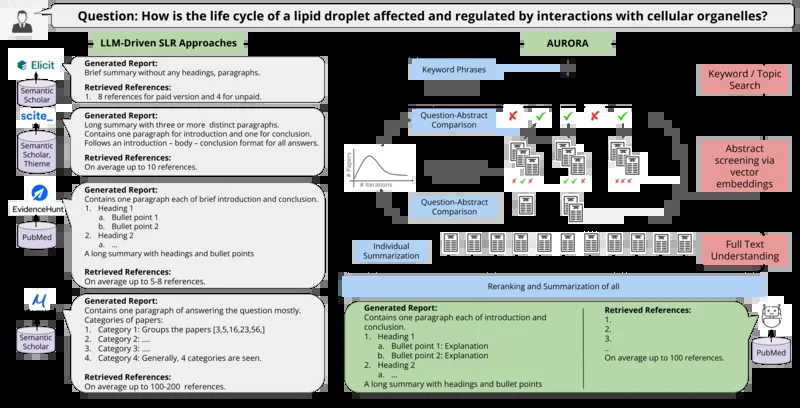 Question: How is the life cycle of a lipid droplet affected and regulated by interactions with cellular organelles?
LLM-Driven SLR Approaches
Elicit
Semantic
Scholar
Generated Report:
Brief summary without any headings, paragraphs.
Retrieved References:
1. 8 references for paid version and 4 for unpaid.
scite_
Semantic
Scholar,
Thieme
Generated Report:
Long summary with three or more distinct paragraphs.
Contains one paragraph for introduction and one for conclusion.
Follows an introduction – body – conclusion format for all answers.
Retrieved References:
On average up to 10 references.
EvidenceHunt
PubMed
Generated Report:
Contains one paragraph each of brief introduction and conclusion.
1. Heading 1
a. Bullet point 1
b. Bullet point 2
2. Heading 2
a. ...
A long summary with headings and bullet points
Retrieved References:
On average up to 5-8 references.
Semantic
Scholar
Generated Report:
Contains one paragraph of answering the question mostly.
Categories of papers:
1. Category 1: Groups the papers [3,5,16,23,56,]
2. Category 2: ....
3. Category 3: ....
4. Category 4: Generally, 4 categories are seen.
Retrieved References:
On average up to 100-200 references.
AURORA
Keyword Phrases
Keyword / Topic
Search
Question-Abstract
Comparison
# Papers
# Iterations
Abstract
screening via
vector
embeddings
Question-Abstract
Comparison
Individual
Summarization
Full Text
Understanding
Reranking and Summarization of all
Generated Report:
Contains one paragraph each of introduction and
conclusion.
1. Heading 1
a. Bullet point 1: Explanation
b. Bullet point 2: Explanation
2. Heading 2
a. ...
A long summary with headings and bullet points
Retrieved References:
1.
2.
3.
..
On average up to 100 references.
PubMed